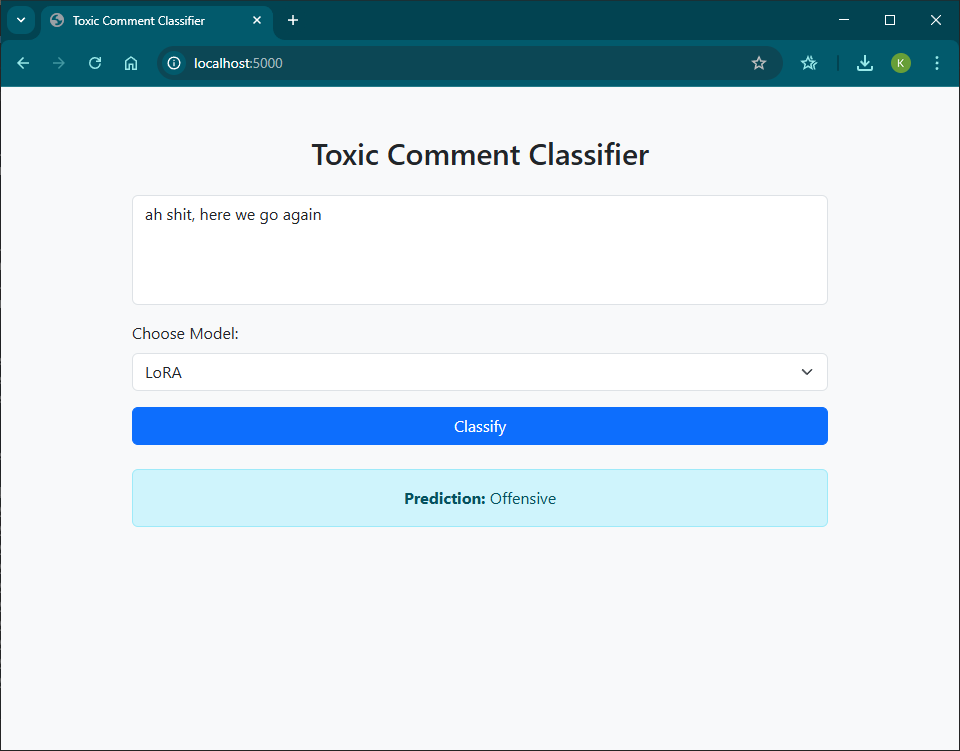 Toxic Comment Classifier
localhost:5000
K
Toxic Comment Classifier
ah shit, here we go again
Choose Model:
LoRA
Classify
Prediction: Offensive